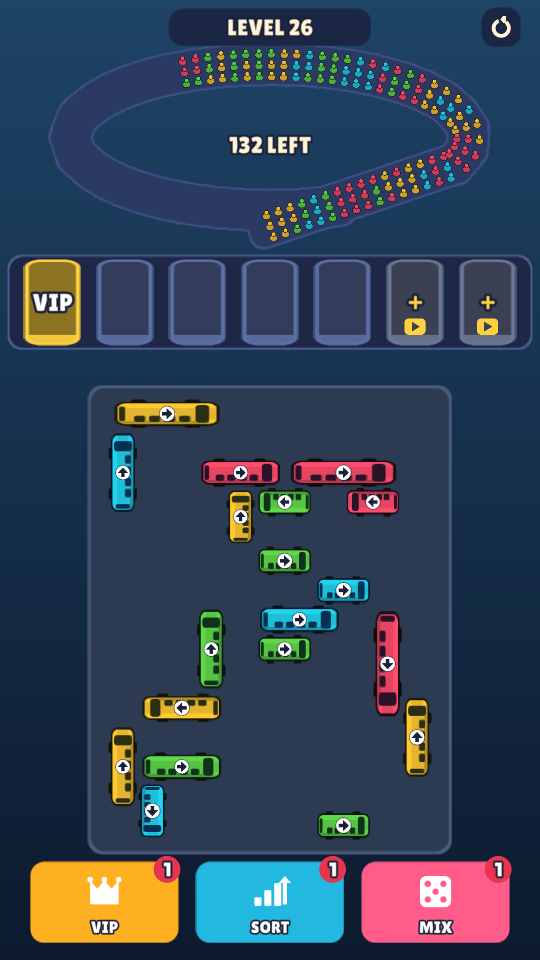 LEVEL 26
132 LEFT
VIP
+ +
1 1 1
VIP SORT MIX